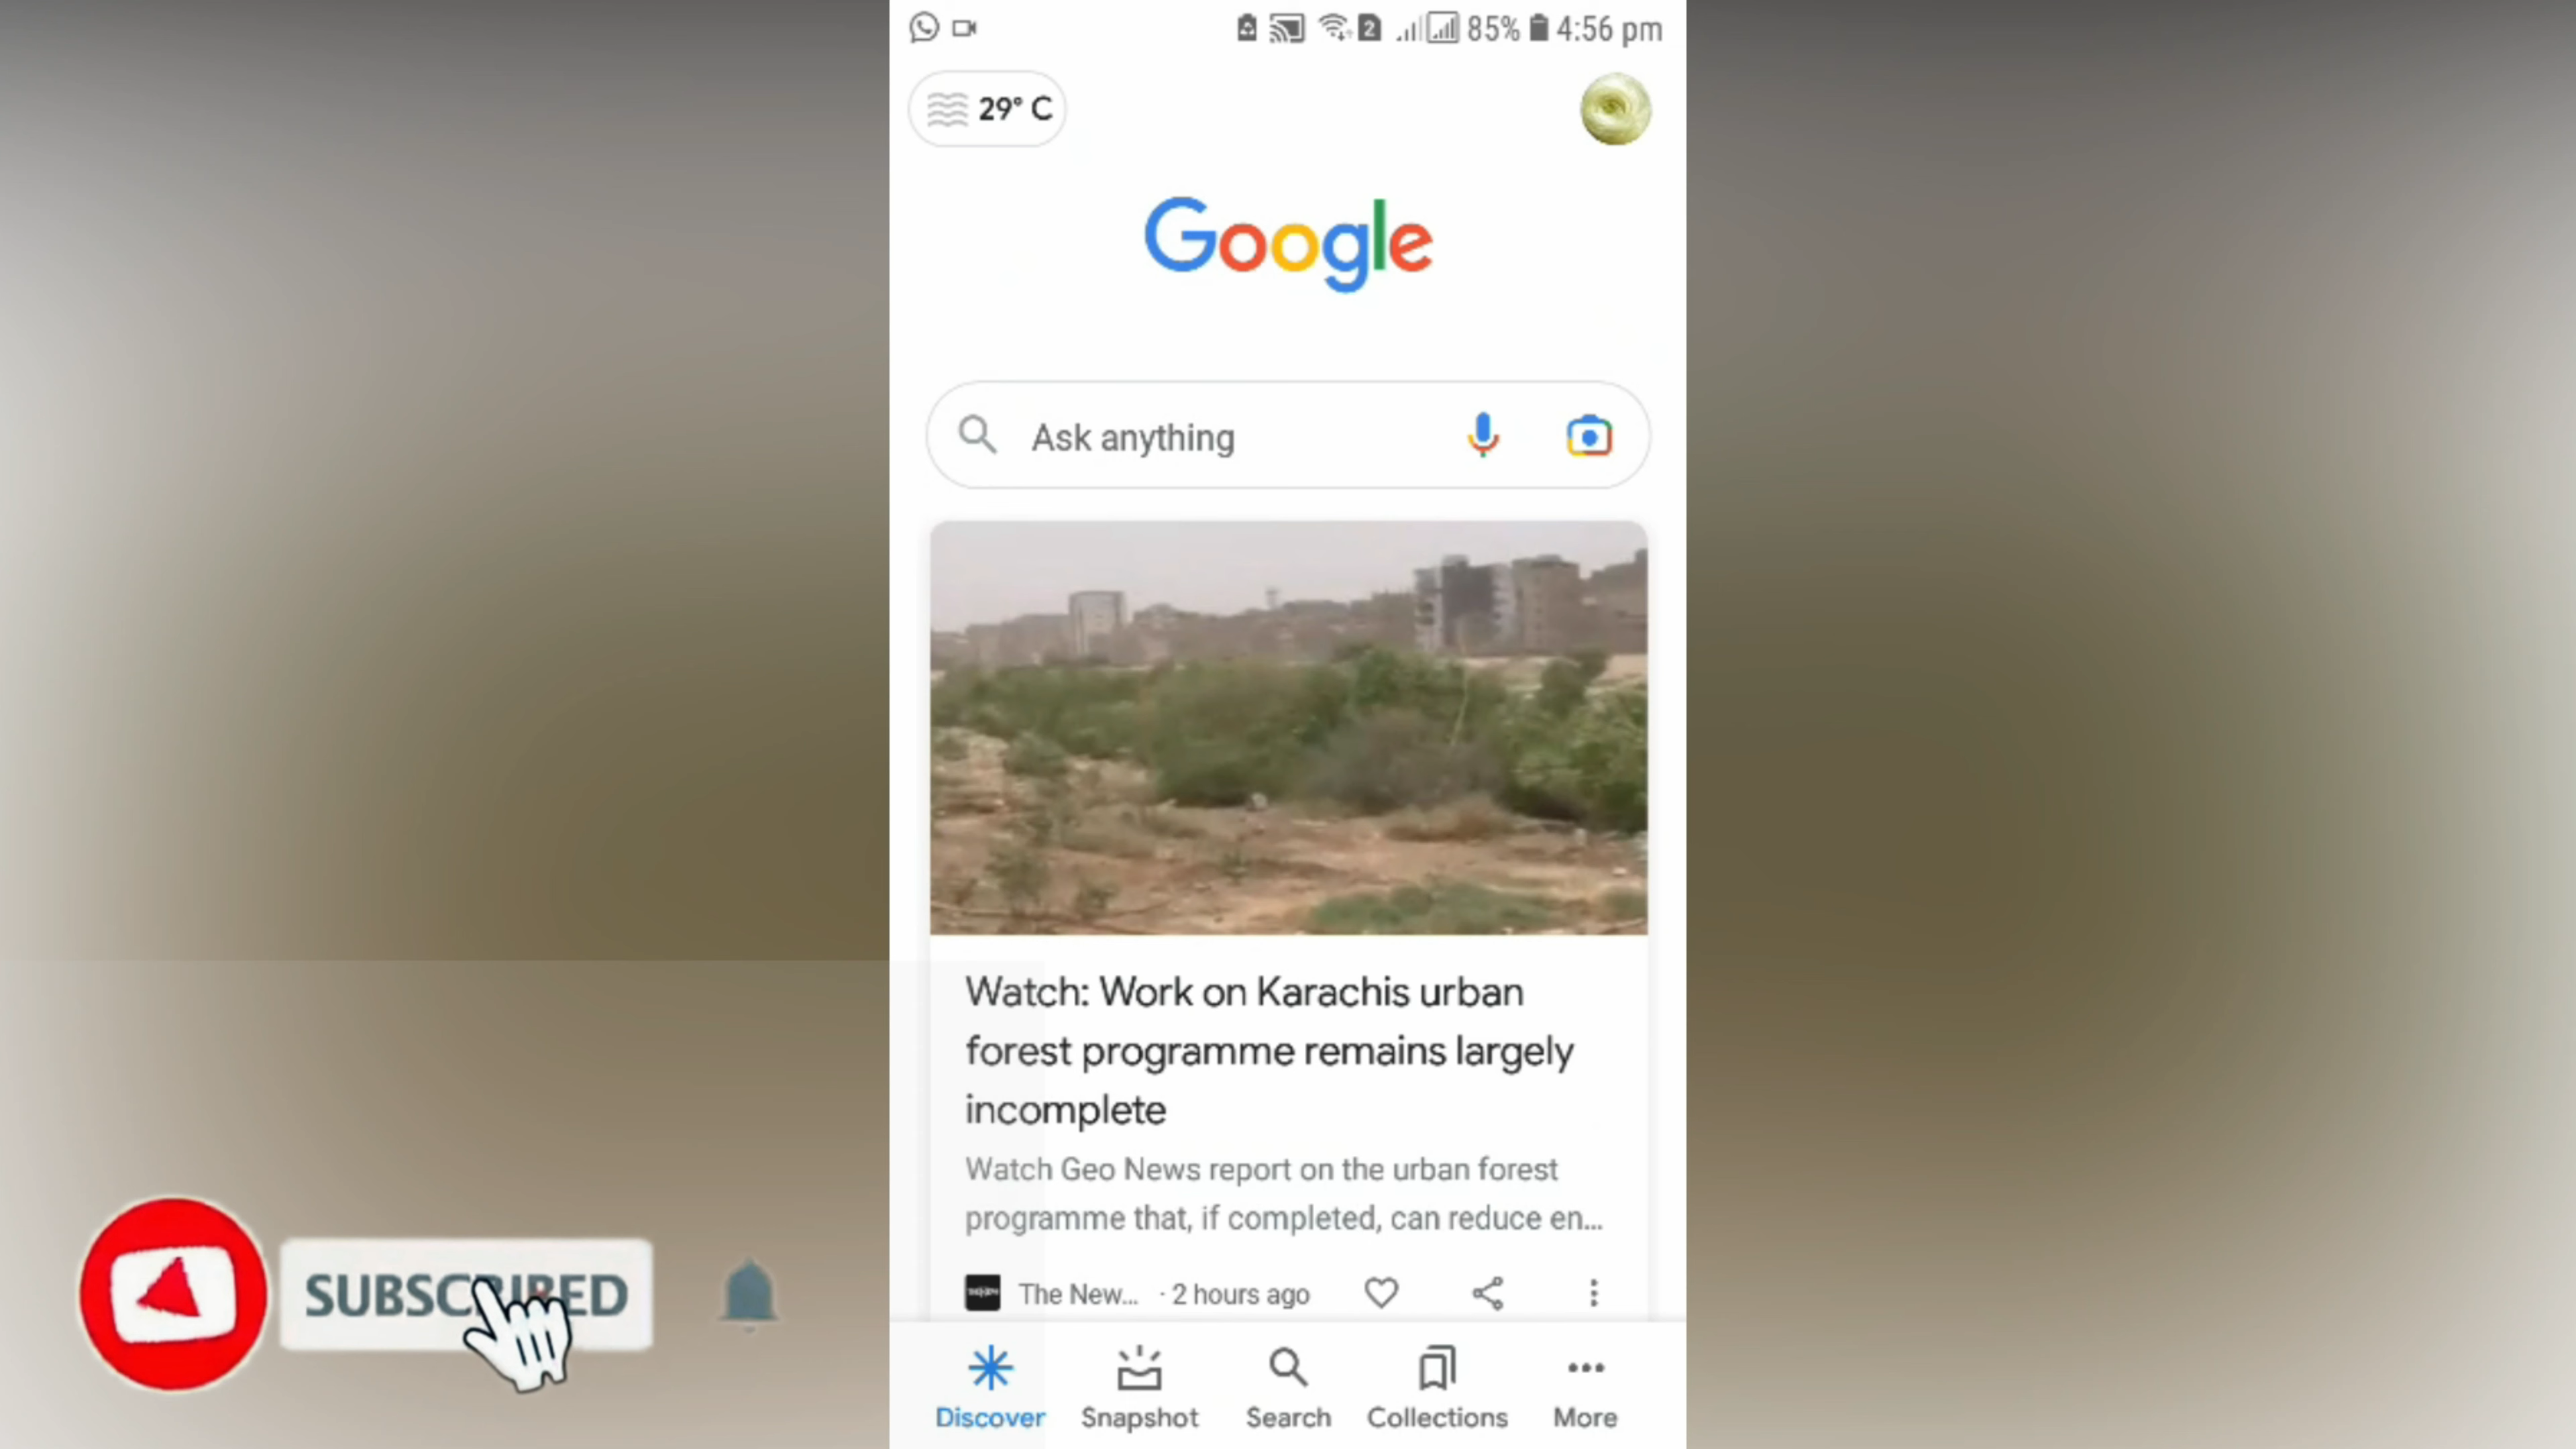 2 85% 4:56 pm
29° C
Google
Ask anything
Watch: Work on Karachis urban
forest programme remains largely
incomplete
Watch Geo News report on the urban forest
programme that, if completed, can reduce en...
The New... · 2 hours ago
SUBSCRIBED
Discover Snapshot Search Collections More